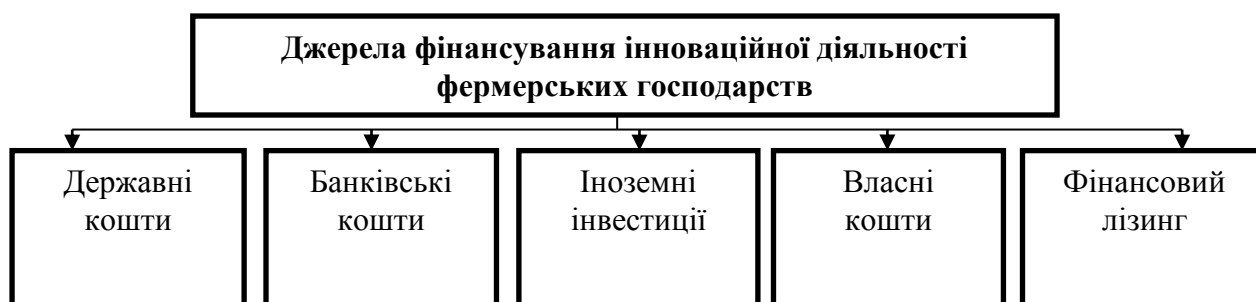 Джерела фінансування інноваційної діяльності
фермерських господарств
Державні
кошти
Банківські
кошти
Іноземні
інвестиції
Власні
кошти
Фінансовий
лізинг